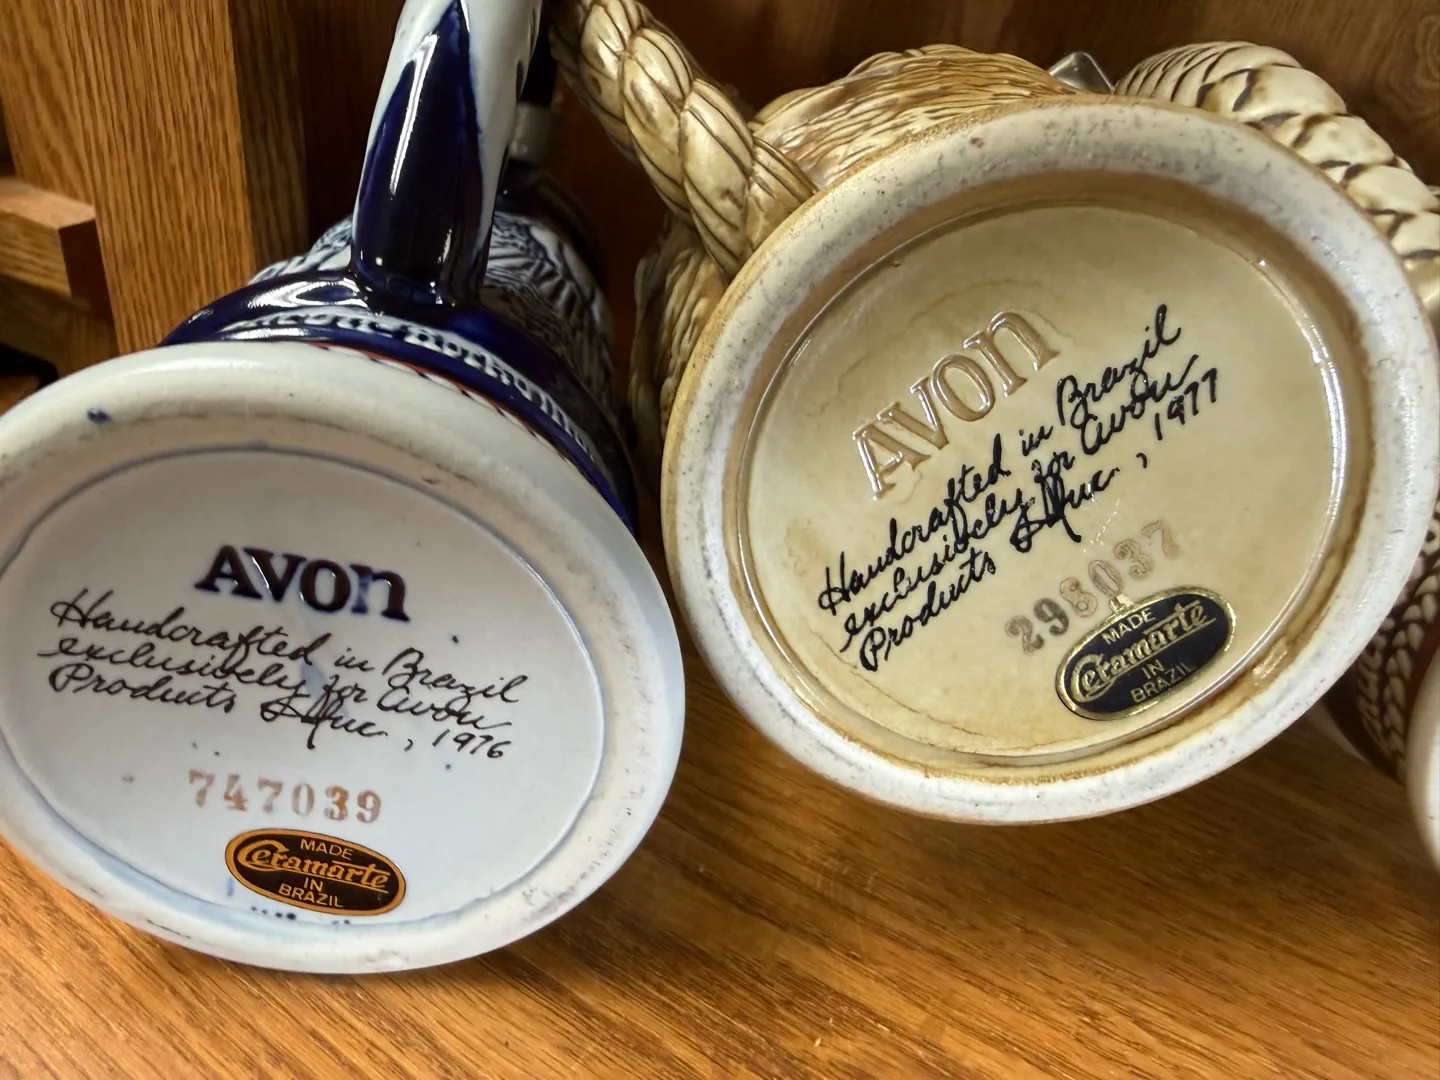 AVON
Handcrafted in Brazil
exclusively for Avon
Products Inc., 1976
747039
MADE
Ceramarte
IN
BRAZIL
AVON
Handcrafted in Brazil
exclusively for Avon
Products Inc., 1977
298037
MADE
Ceramarte
IN
BRAZIL